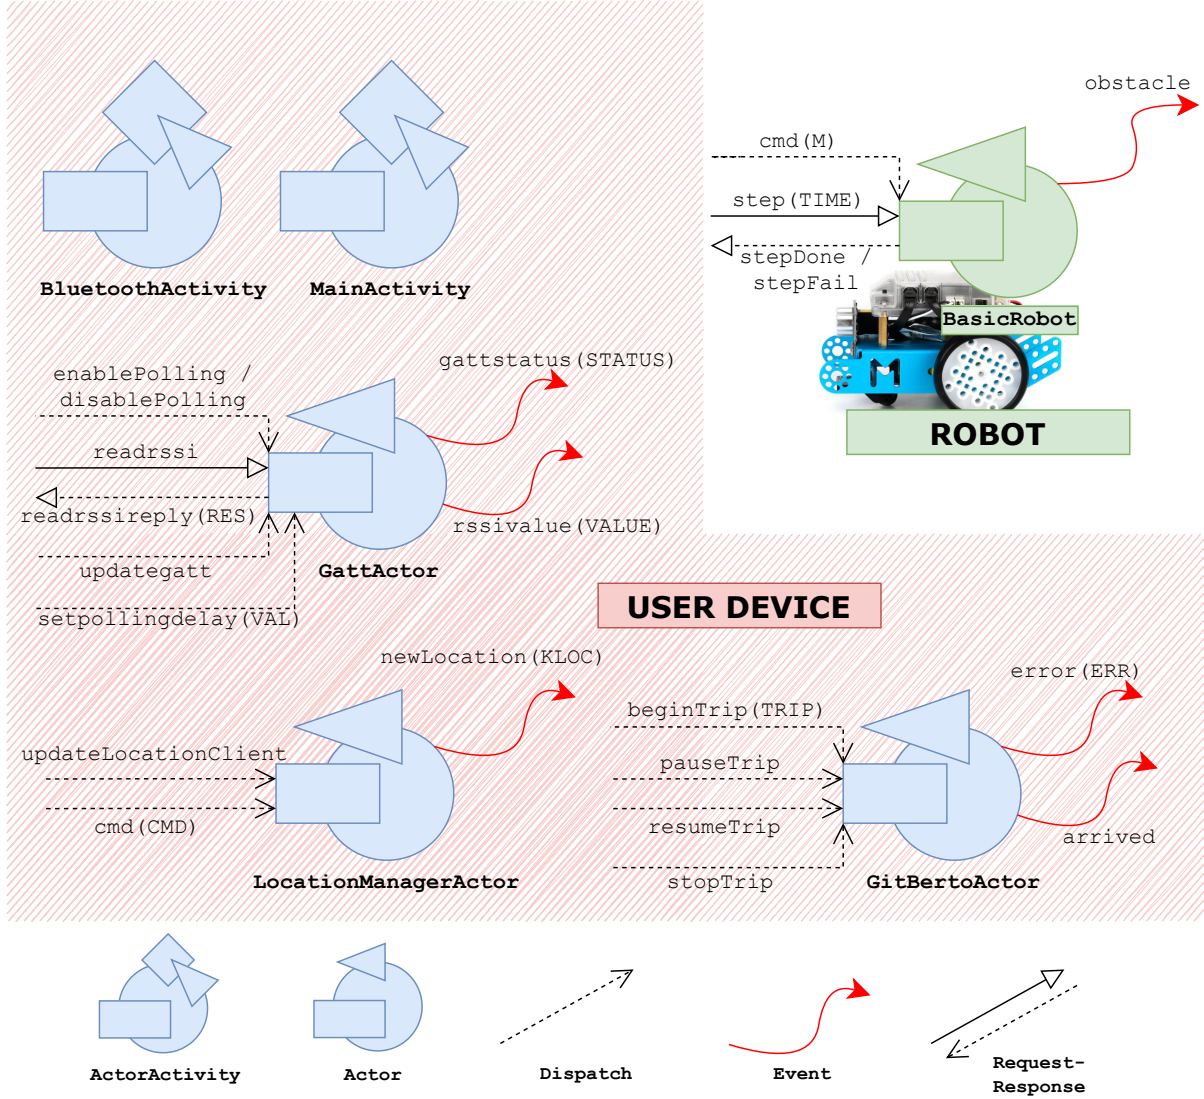 obstacle
cmd(M)
step(TIME)
stepDone /
stepFail
BluetoothActivity
MainActivity
BasicRobot
M
ROBOT
enablePolling /
disablePolling
gattstatus(STATUS)
readrssi
readrssireply(RES)
rssivalue(VALUE)
updategatt
GattActor
setpollingdelay(VAL)
USER DEVICE
newLocation(KLOC)
error(ERR)
beginTrip(TRIP)
updateLocationClient
pauseTrip
cmd(CMD)
resumeTrip
arrived
LocationManagerActor
stopTrip
GitBertoActor
ActorActivity
Actor
Dispatch
Event
Request-
Response